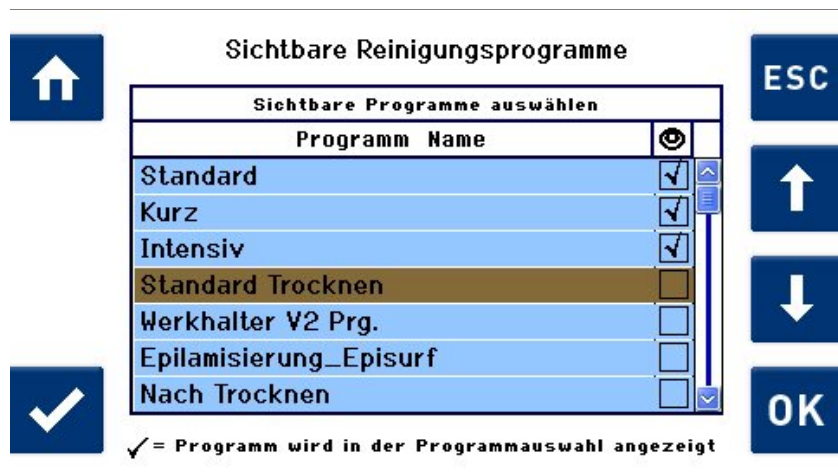 Sichtbare Reinigungsprogramme
ESC
Sichtbare Programme auswählen
Programm Name
Standard
Kurz
Intensiv
Standard Trocknen
Werkhalter V2 Prg.
Epilamisierung_Episurf
Nach Trocknen
OK
✓= Programm wird in der Programmauswahl angezeigt